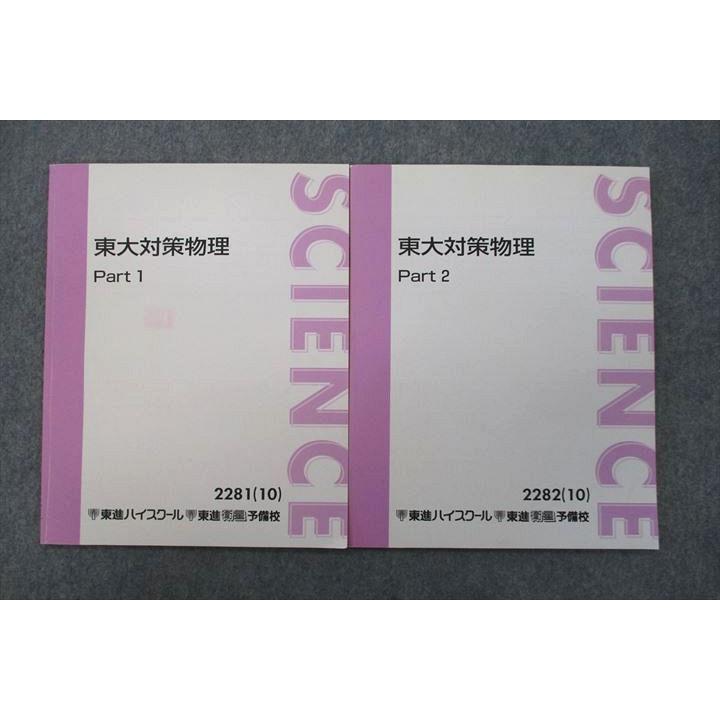 東大対策物理
Part 1
SCIENCE
2281(10)
東進ハイスクール 東進衛星予備校
東大対策物理
Part 2
SCIENCE
2282(10)
東進ハイスクール 東進衛星予備校